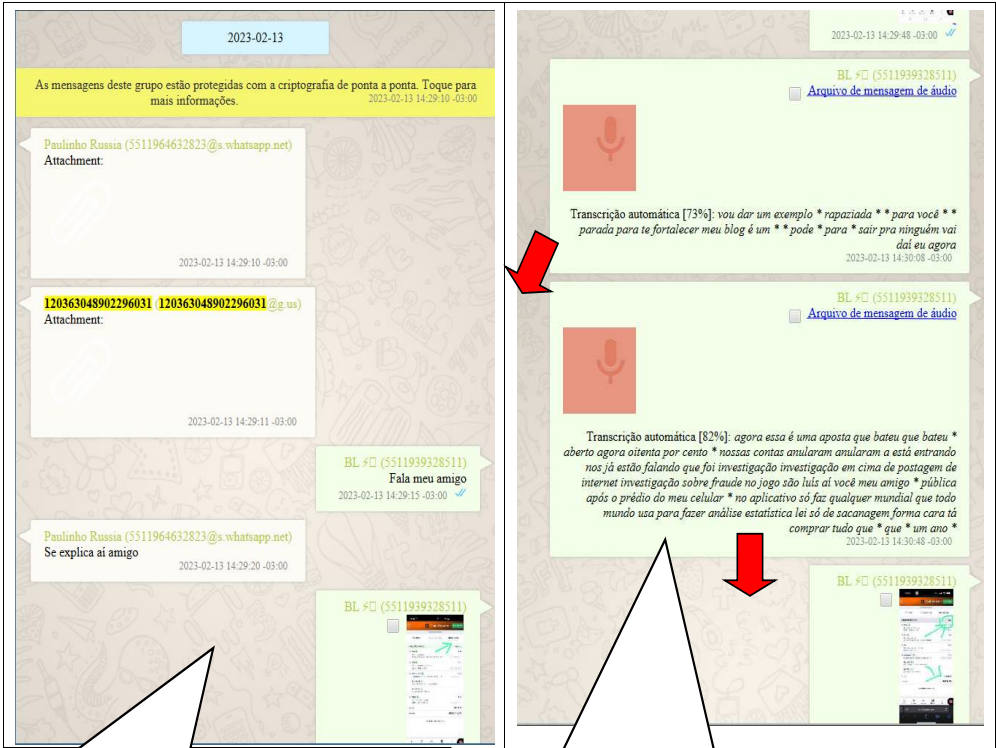 2023-02-13
As mensagens deste grupo estão protegidas com a criptografia de ponta a ponta. Toque para
mais informações.
2023-02-13 14:29:10 -03:00
Paulinho Russia (5511964632823@s.whatsapp.net)
Attachment:
2023-02-13 14:29:10 -03:00
120363048902296031 (120363048902296031@g.us)
Attachment:
2023-02-13 14:29:11 -03:00
BL ⚡□ (5511939328511)
Fala meu amigo
2023-02-13 14:29:15 -03:00
Paulinho Russia (5511964632823@s.whatsapp.net)
Se explica aí amigo
2023-02-13 14:29:20 -03:00
BL ⚡□ (5511939328511)
2023-02-13 14:29:48 -03:00
BL ⚡□ (5511939328511)
Arquivo de mensagem de áudio
Transcrição automática [73%]: vou dar um exemplo * rapaziada * * para você * *
parada para te fortalecer meu blog é um * * pode * para * sair pra ninguém vai
daí eu agora
2023-02-13 14:30:08 -03:00
BL ⚡□ (5511939328511)
Arquivo de mensagem de áudio
Transcrição automática [82%]: agora essa é uma aposta que bateu que bateu *
aberto agora oitenta por cento * nossas contas anularam anularam a está entrando
nos já estão falando que foi investigação investigação em cima de postagem de
internet investigação sobre fraude no jogo são luís aí você meu amigo * pública
após o prédio do meu celular * no aplicativo só faz qualquer mundial que todo
mundo usa para fazer análise estatística lei só de sacanagem forma cara tá
comprar tudo que * que * um ano *
2023-02-13 14:30:48 -03:00
BL ⚡□ (5511939328511)